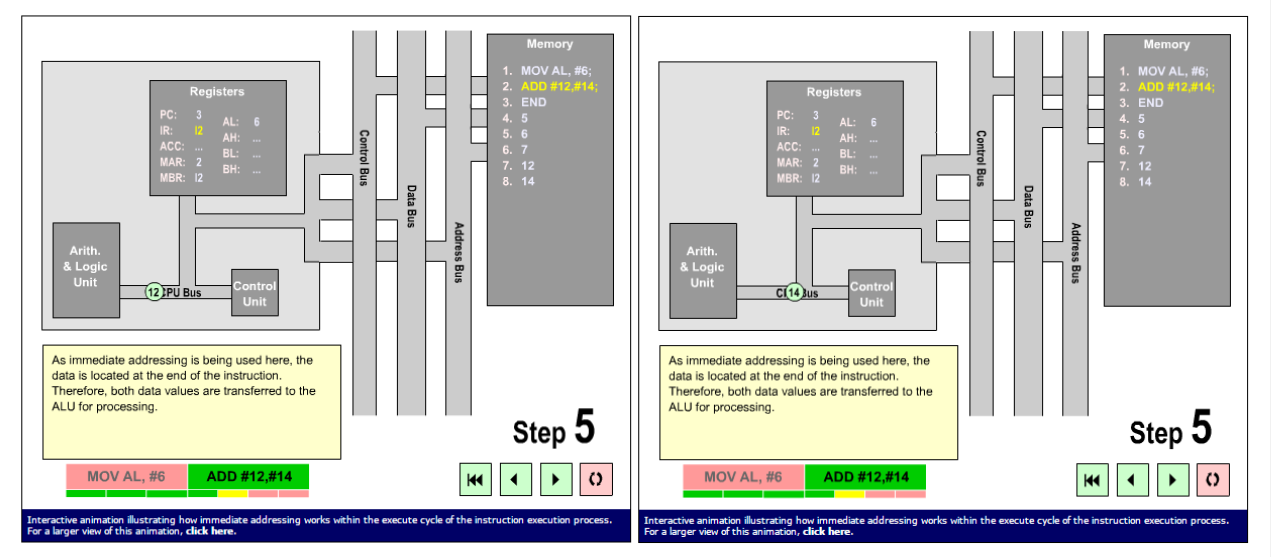 Memory
1. MOV AL, #6;
2. ADD #12,#14;
3. END
4. 5
5. 6
6. 7
7. 12
8. 14
Registers
PC: 3
IR: I2
ACC: ...
MAR: 2
MBR: I2
AL: 6
AH: ...
BL: ...
BH: ...
Control Bus
Data Bus
Address Bus
Arith.
& Logic
Unit
12
CPU Bus
Control
Unit
As immediate addressing is being used here, the
data is located at the end of the instruction.
Therefore, both data values are transferred to the
ALU for processing.
Step 5
MOV AL, #6
ADD #12,#14
Interactive animation illustrating how immediate addressing works within the execute cycle of the instruction execution process.
For a larger view of this animation, click here.
Memory
1. MOV AL, #6;
2. ADD #12,#14;
3. END
4. 5
5. 6
6. 7
7. 12
8. 14
Registers
PC: 3
IR: I2
ACC: ...
MAR: 2
MBR: I2
AL: 6
AH: ...
BL: ...
BH: ...
Control Bus
Data Bus
Address Bus
Arith.
& Logic
Unit
14
Bus
Control
Unit
As immediate addressing is being used here, the
data is located at the end of the instruction.
Therefore, both data values are transferred to the
ALU for processing.
Step 5
MOV AL, #6
ADD #12,#14
Interactive animation illustrating how immediate addressing works within the execute cycle of the instruction execution process.
For a larger view of this animation, click here.